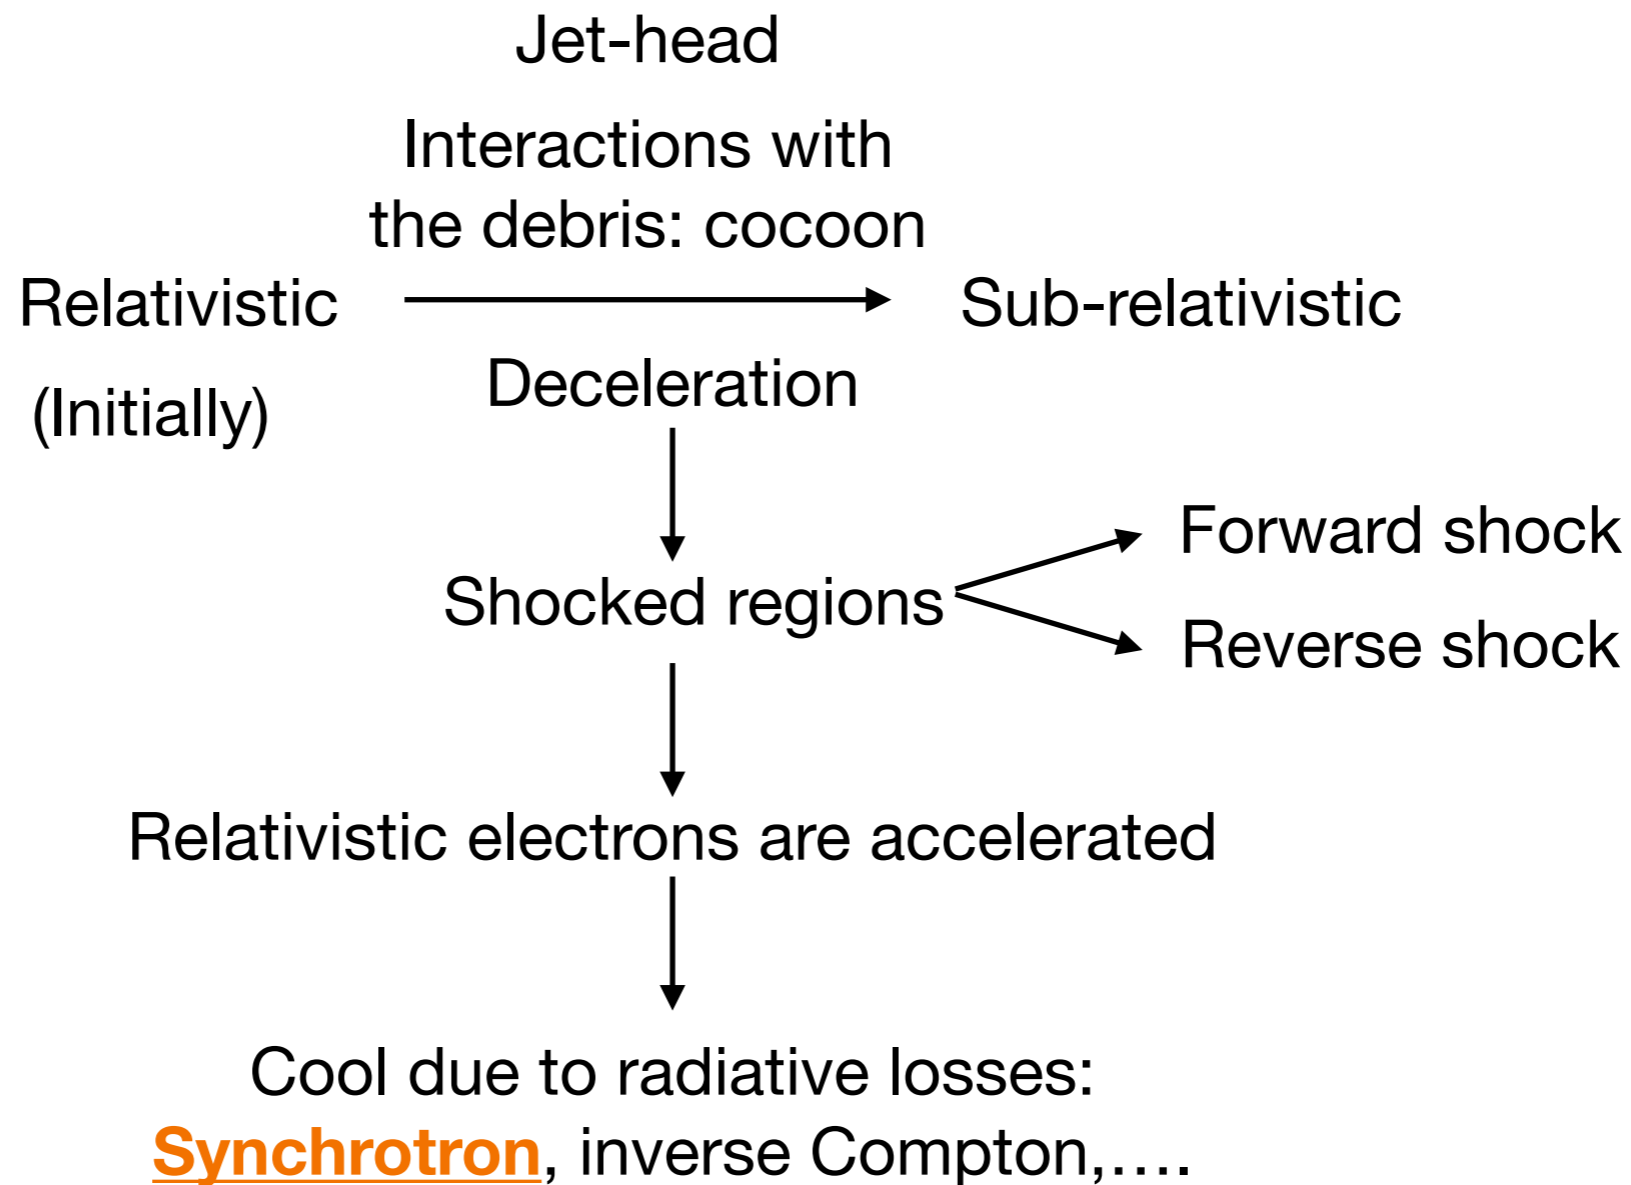 Jet-head
Interactions with
the debris: cocoon
Relativistic
Sub-relativistic
(Initially)
Deceleration
Forward shock
Shocked regions
Reverse shock
Relativistic electrons are accelerated
Cool due to radiative losses:
Synchrotron, inverse Compton,....